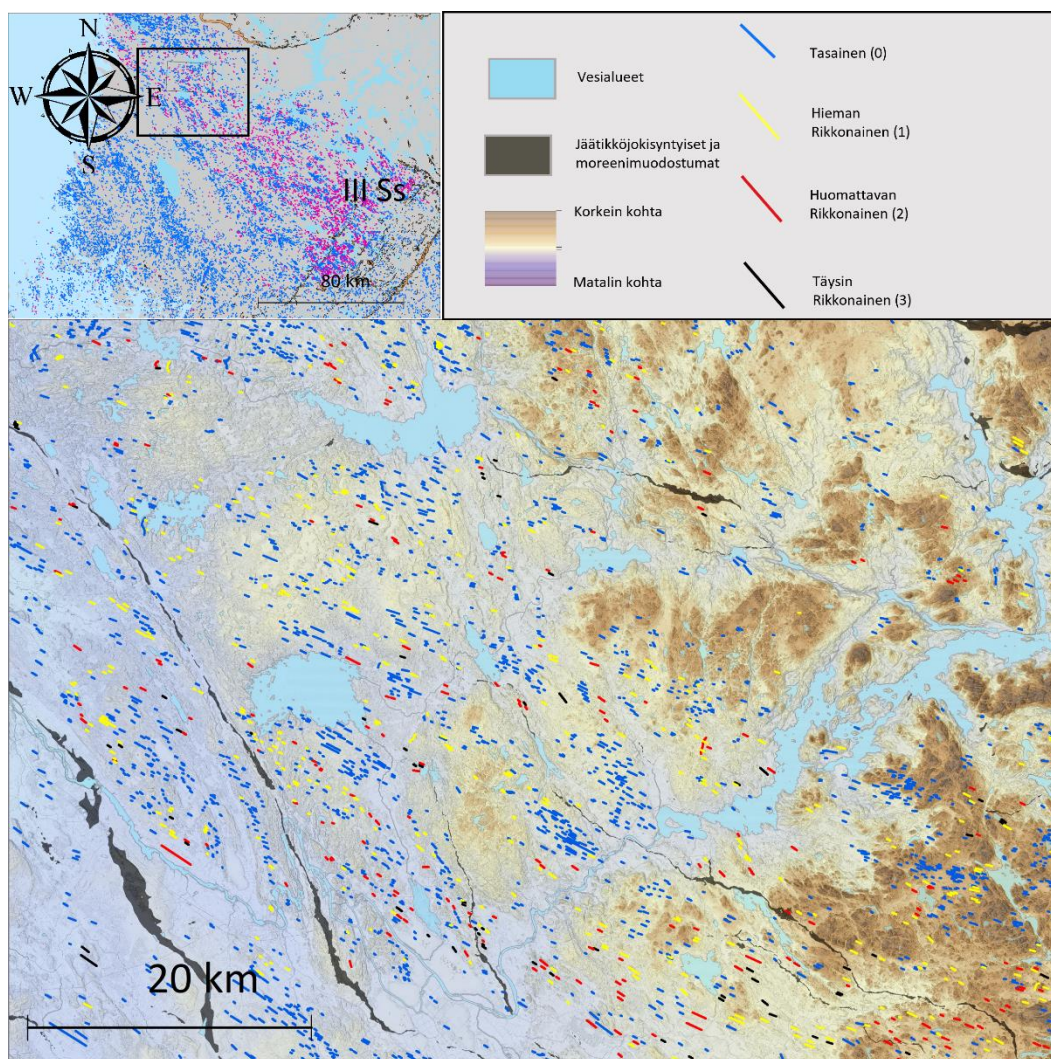 N
W
E
S
III Ss
80 km
Vesialueet
Jäätikköjokisyntyiset ja
moreenimuodostumat
Korkein kohta
Matalin kohta
Tasainen (0)
Hieman
Rikkonainen (1)
Huomattavan
Rikkonainen (2)
Täysin
Rikkonainen (3)
20 km